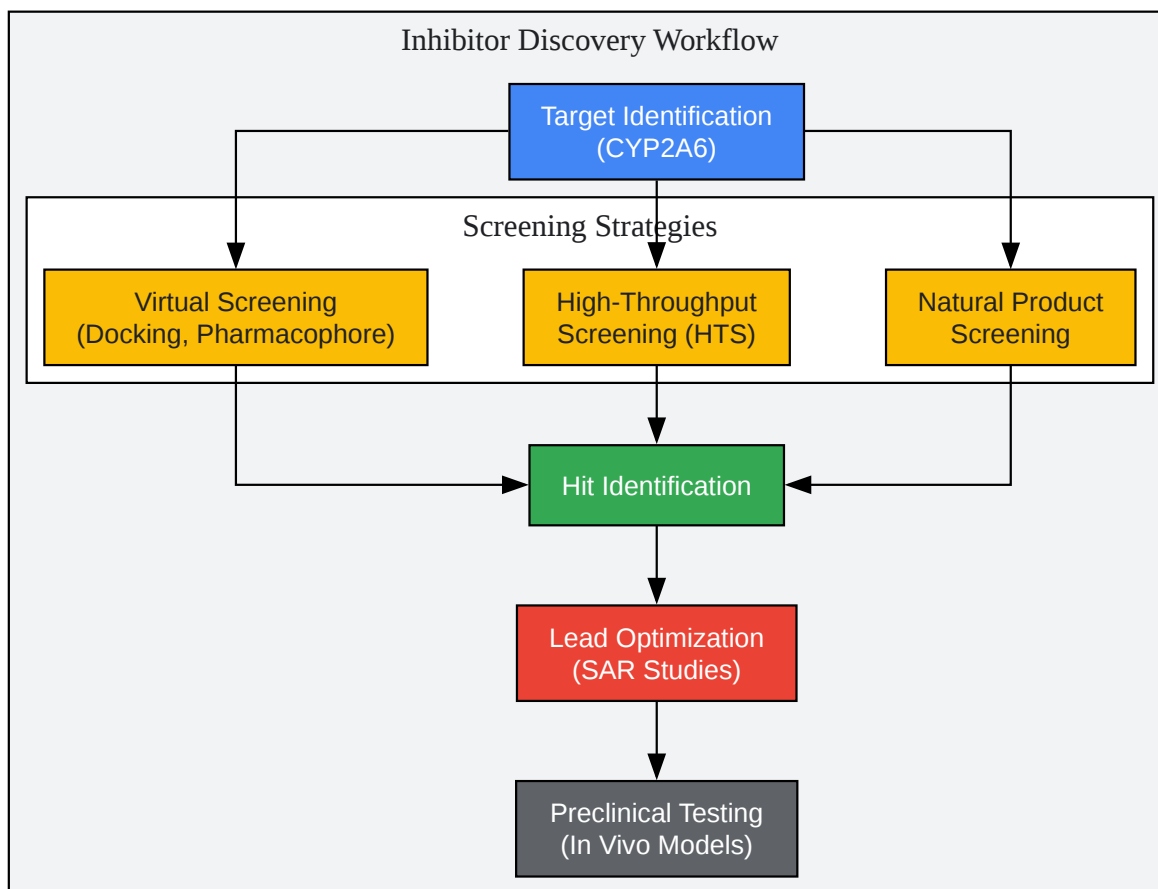 Inhibitor Discovery Workflow
Target Identification
(CYP2A6)
Screening Strategies
Virtual Screening
(Docking, Pharmacophore)
High-Throughput
Screening (HTS)
Natural Product
Screening
Hit Identification
Lead Optimization
(SAR Studies)
Preclinical Testing
(In Vivo Models)